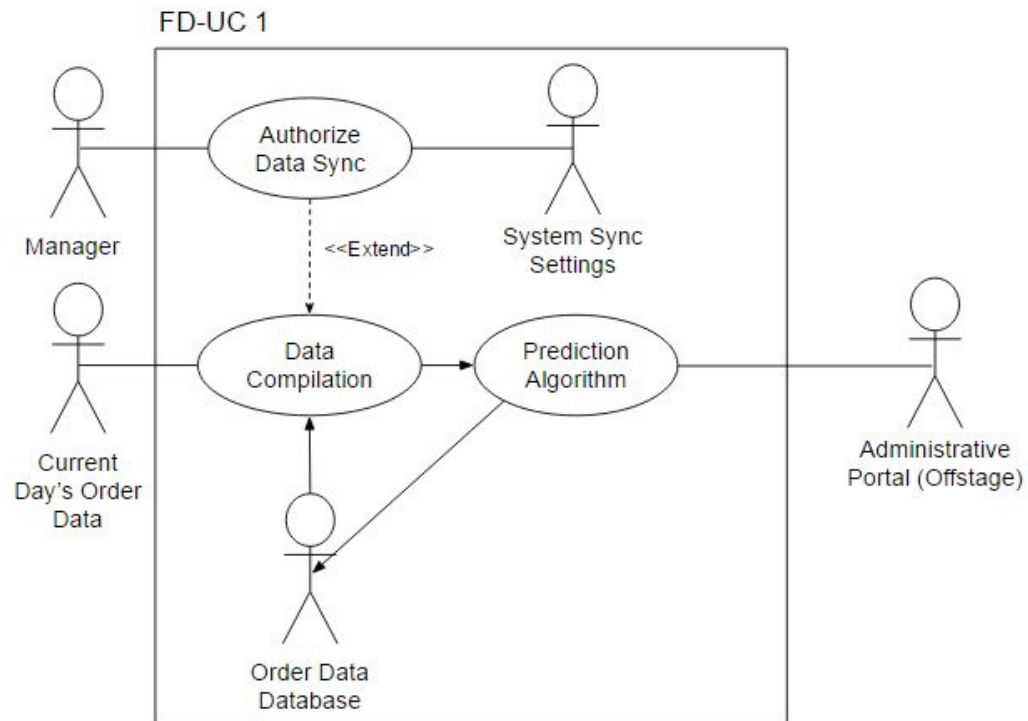 FD-UC 1
Authorize
Data Sync
Manager
<<Extend>>
System Sync
Settings
Data
Compilation
Prediction
Algorithm
Current
Day’s Order
Data
Administrative
Portal (Offstage)
Order Data
Database